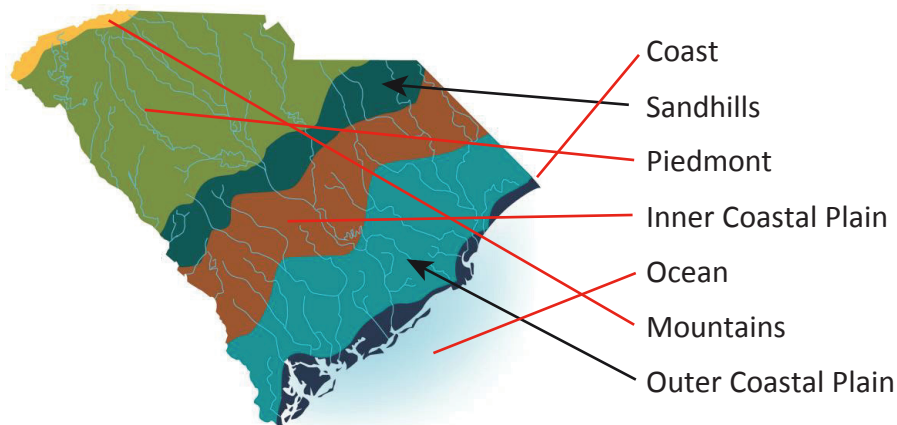 Coast
Sandhills
Piedmont
Inner Coastal Plain
Ocean
Mountains
Outer Coastal Plain